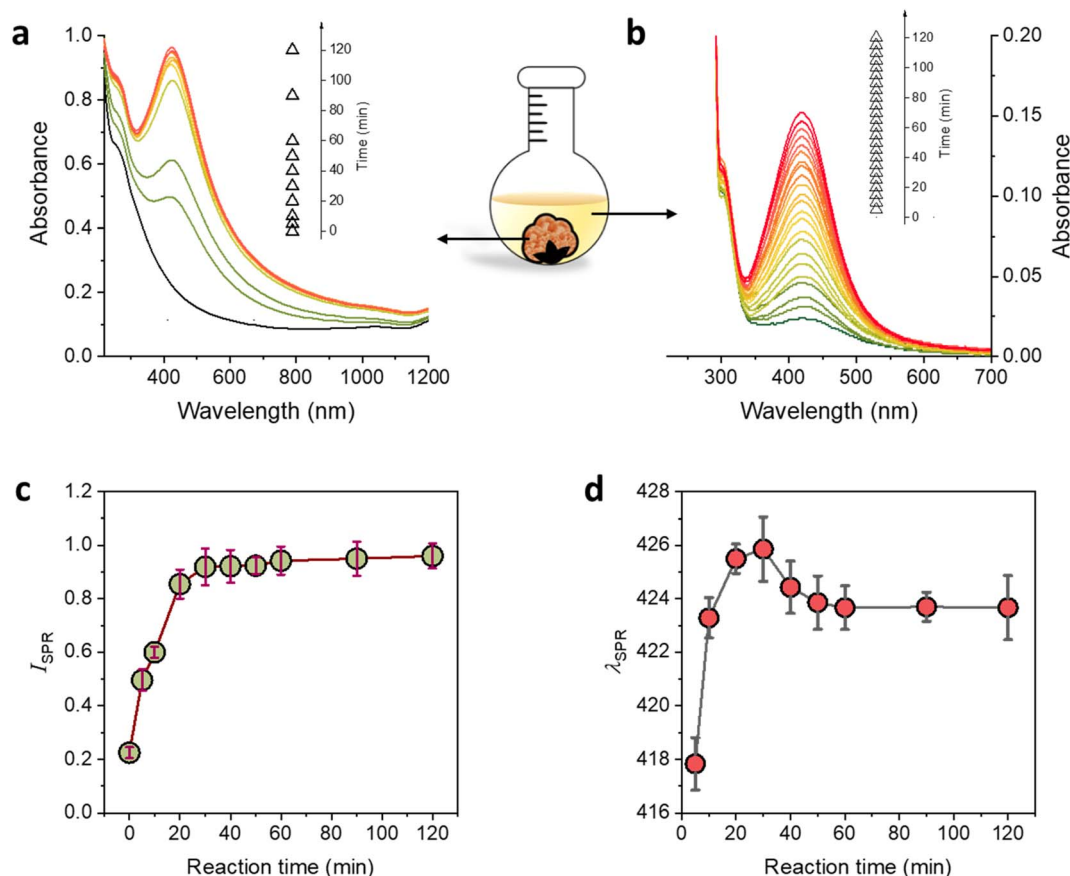 a
1.0
0.8
0.6
0.4
0.2
0.0
Absorbance
400 600 800 1000 1200
Wavelength (nm)
120
100
80
60
40
20
0
Time (min)
b
0.20
0.15
0.10
0.05
0.00
Absorbance
300 400 500 600 700
Wavelength (nm)
120
100
80
60
40
20
0
Time (min)
c
1.2
1.0
0.8
0.6
0.4
0.2
0.0
I SPR
0 20 40 60 80 100 120
Reaction time (min)
d
428
426
424
422
420
418
416
λ SPR
0 20 40 60 80 100 120
Reaction time (min)